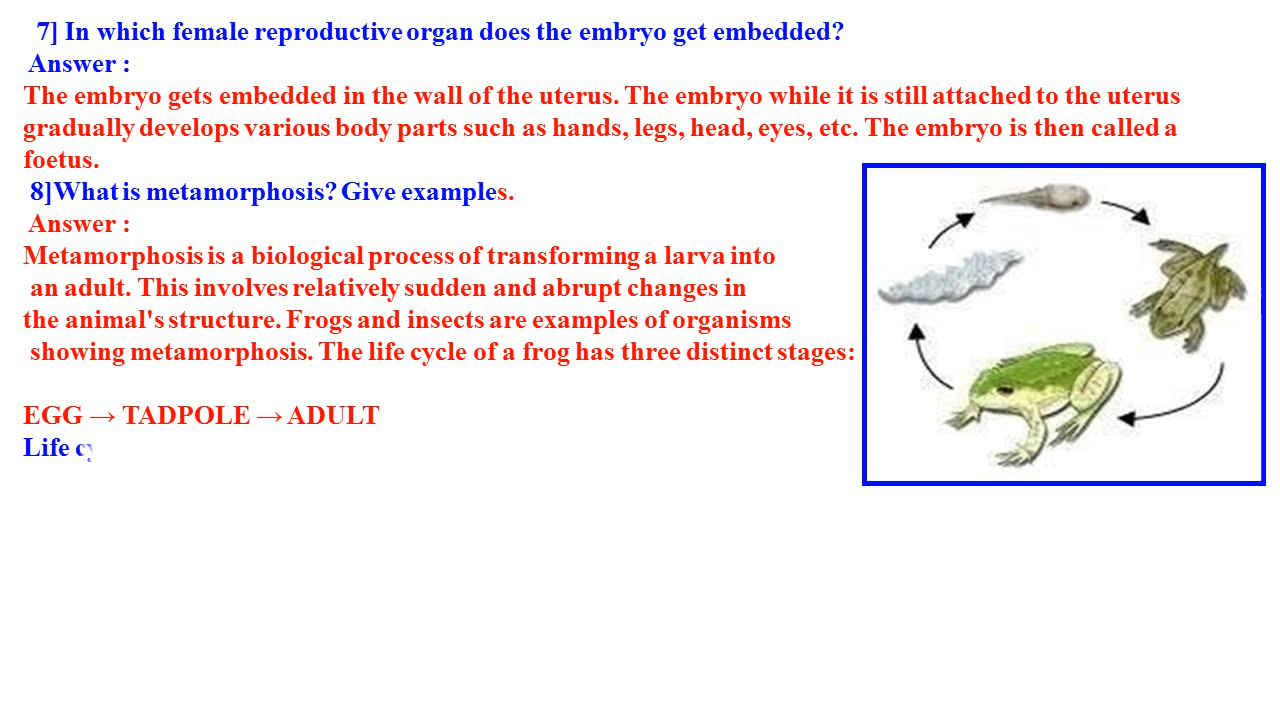 7] In which female reproductive organ does the embryo get embedded?
Answer :
The embryo gets embedded in the wall of the uterus. The embryo while it is still attached to the uterus
gradually develops various body parts such as hands, legs, head, eyes, etc. The embryo is then called a
foetus.
8]What is metamorphosis? Give examples.
Answer :
Metamorphosis is a biological process of transforming a larva into
an adult. This involves relatively sudden and abrupt changes in
the animal's structure. Frogs and insects are examples of organisms
showing metamorphosis. The life cycle of a frog has three distinct stages:
EGG → TADPOLE → ADULT
Life